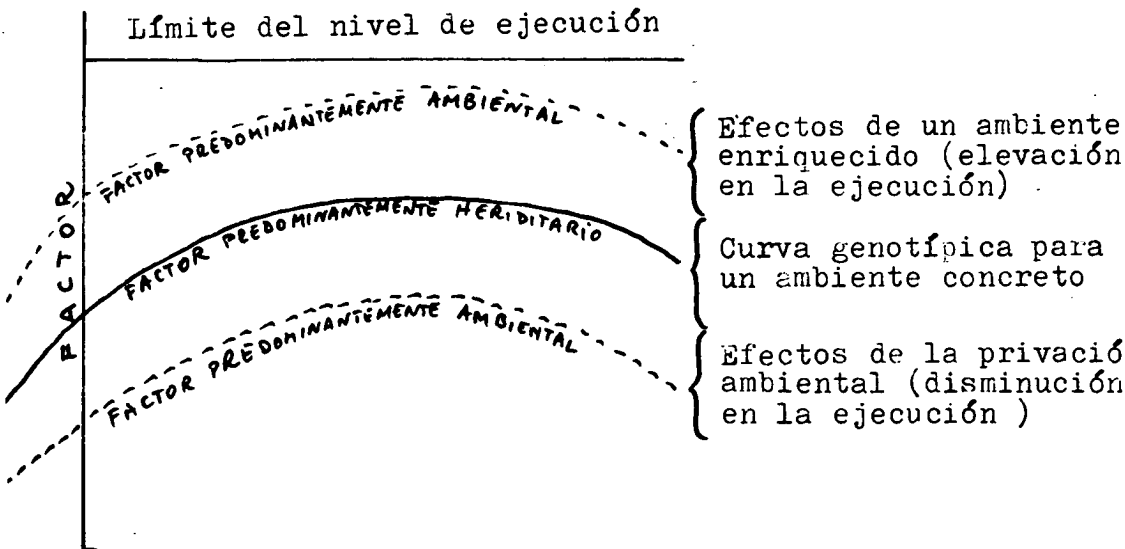 Límite del nivel de ejecución
FACTOR PREDOMINANTEMENTE AMBIENTAL
FACTOR PREDOMINANTEMENTE HERIDITARIO
FACTOR PREDOMINANTEMENTE AMBIENTAL
FACTOR
Efectos de un ambiente
enriquecido (elevación
en la ejecución)
Curva genotípica para
un ambiente concreto
Efectos de la privació
ambiental (disminución
en la ejecución )